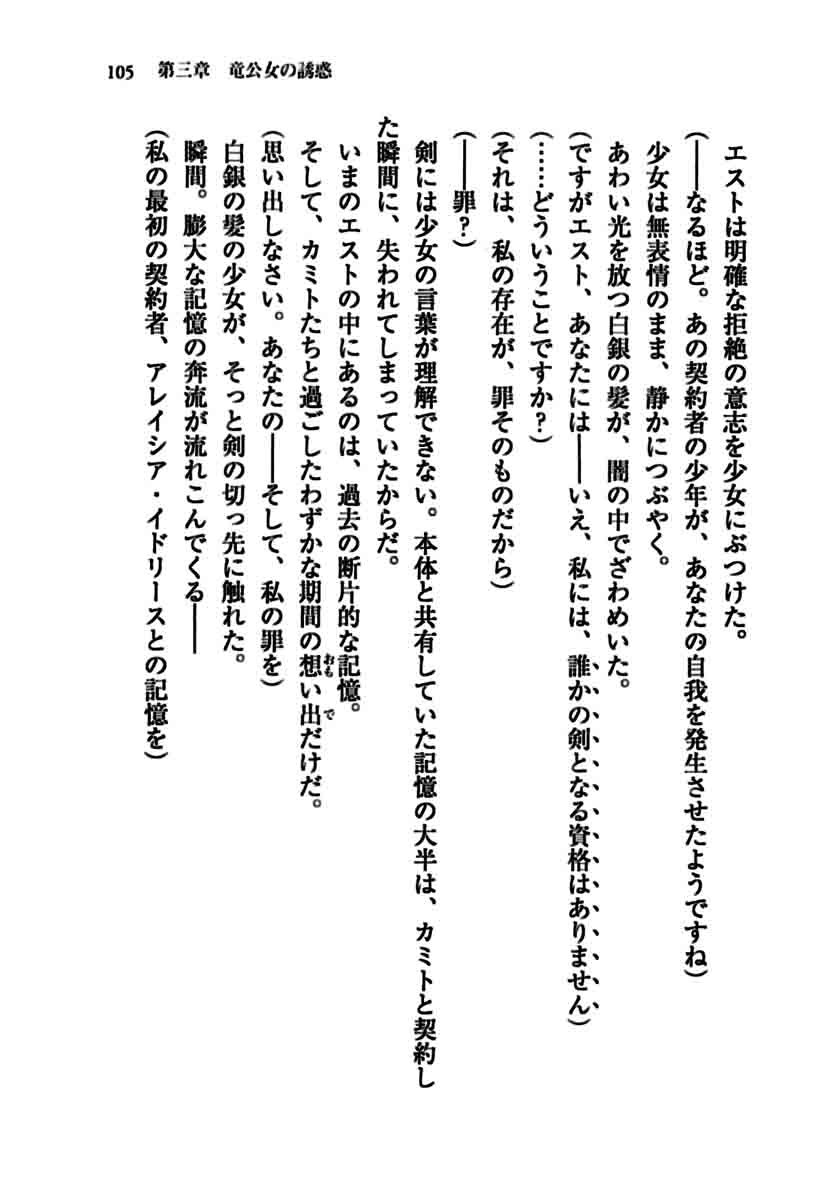 105　第三章　竜公女の誘惑
　エストは明確な拒絶の意志を少女にぶつけた。
（――なるほど。あの契約者の少年が、あなたの自我を発生させたようですね）
　少女は無表情のまま、静かにつぶやく。
　あわい光を放つ白銀の髪が、闇の中でざわめいた。
（ですがエスト、あなたには――いえ、私には、誰かの剣となる資格はありません）
（……どういうことですか？）
（それは、私の存在が、罪そのものだから）
（――罪？）
　剣には少女の言葉が理解できない。本体と共有していた記憶の大半は、カミトと契約し
た瞬間に、失われてしまっていたからだ。
　いまのエストの中にあるのは、過去の断片的な記憶。
　そして、カミトたちと過ごしたわずかな期間の想い出だけだ。
（思い出しなさい。あなたの――そして、私の罪を）
　白銀の髪の少女が、そっと剣の切っ先に触れた。
　瞬間。膨大な記憶の奔流が流れこんでくる――
（私の最初の契約者、アレイシア・イドリースとの記憶を）